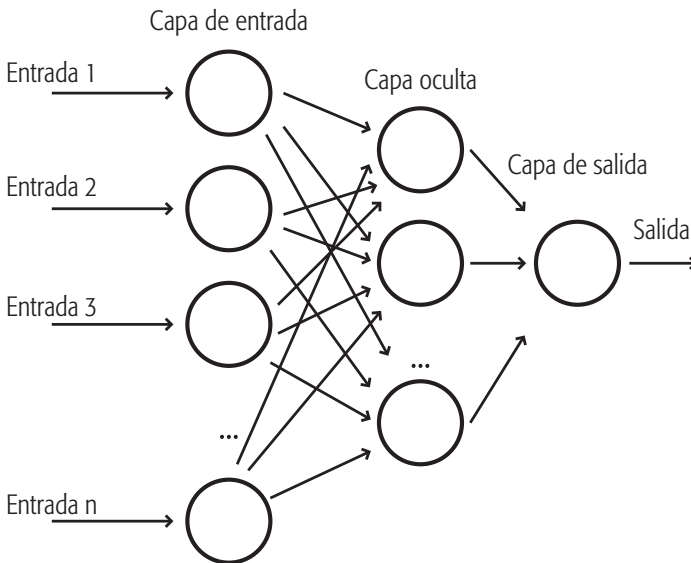 Capa de entrada
Entrada 1
Capa oculta
Entrada 2
Capa de salida
Salida
Entrada 3
...
...
Entrada n